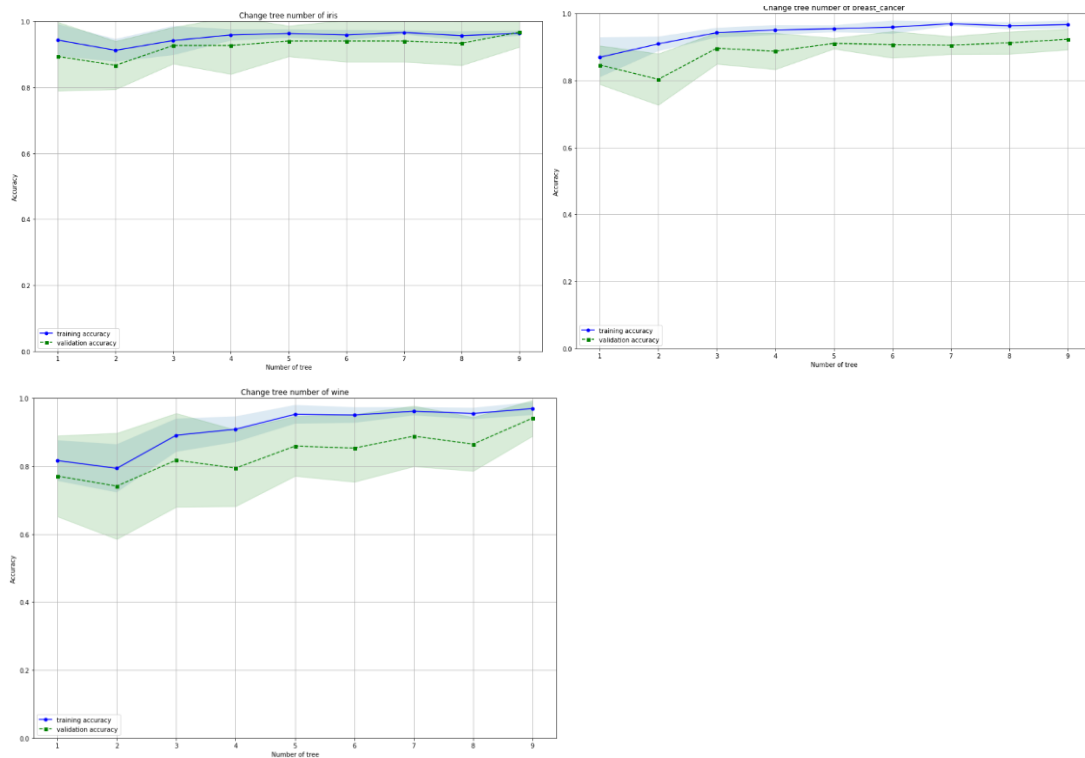 Change tree number of iris
1.0
0.8
0.6
0.4
0.2
0.0
Accuracy
training accuracy
validation accuracy
1 2 3 4 5 6 7 8 9
Number of tree
Change tree number of breast_cancer
1.0
0.8
0.6
0.4
0.2
0.0
Accuracy
training accuracy
validation accuracy
1 2 3 4 5 6 7 8 9
Number of tree
Change tree number of wine
1.0
0.8
0.6
0.4
0.2
0.0
Accuracy
training accuracy
validation accuracy
1 2 3 4 5 6 7 8 9
Number of tree